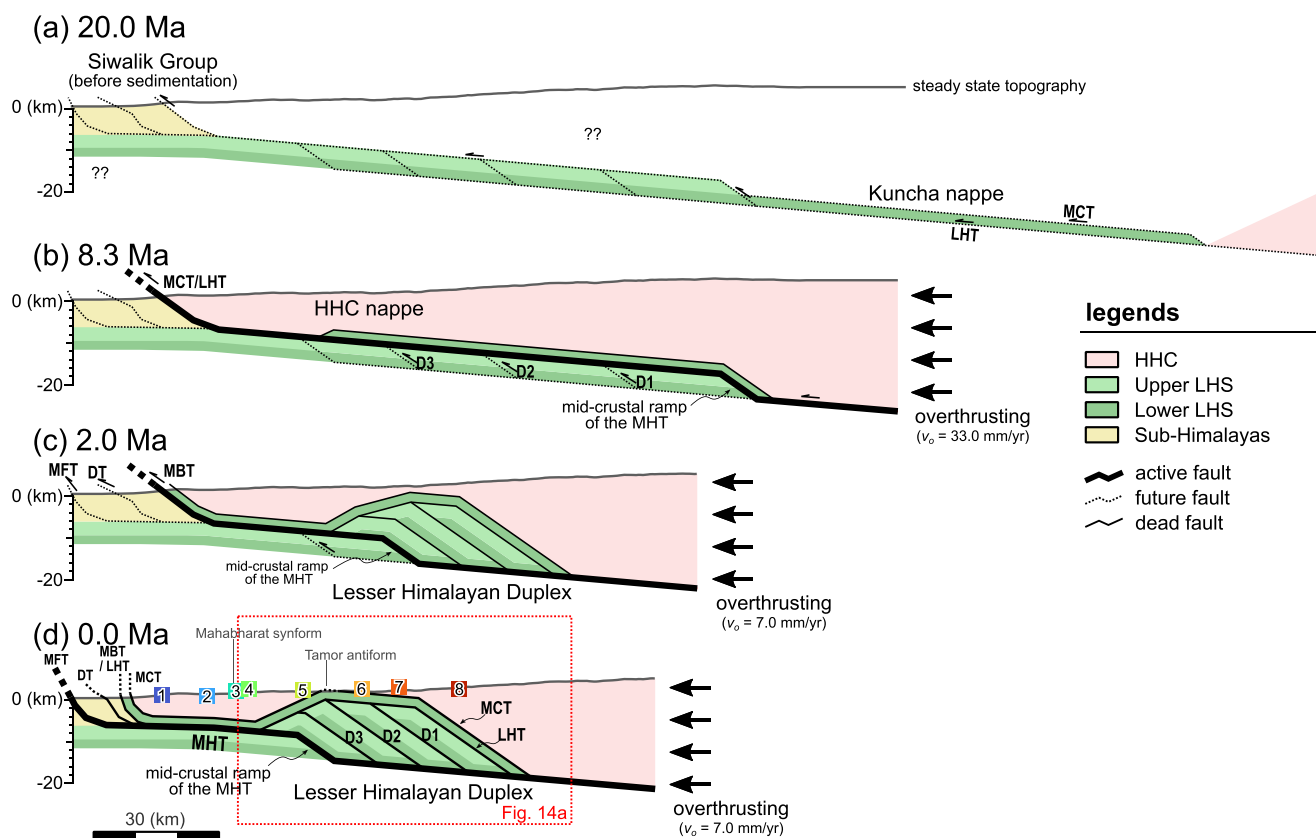 (a) 20.0 Ma
Siwalik Group
(before sedimentation)
steady state topography
0 (km)
-20
??
??
Kuncha nappe
MCT
LHT
(b) 8.3 Ma
MCT/LHT
HHC nappe
0 (km)
-20
D3
D2
D1
mid-crustal ramp
of the MHT
overthrusting
(vo = 33.0 mm/yr)
legends
HHC
Upper LHS
Lower LHS
Sub-Himalayas
active fault
future fault
dead fault
(c) 2.0 Ma
MFT
DT
MBT
0 (km)
-20
mid-crustal ramp
of the MHT
Lesser Himalayan Duplex
overthrusting
(vo = 7.0 mm/yr)
(d) 0.0 Ma
Mahabharat synform
Tamor antiform
MFT
DT
MBT
/ LHT
MCT
0 (km)
-20
1
2
3
4
5
6
7
8
MCT
LHT
D3
D2
D1
MHT
mid-crustal ramp
of the MHT
Lesser Himalayan Duplex
Fig. 14a
overthrusting
(vo = 7.0 mm/yr)
30 (km)